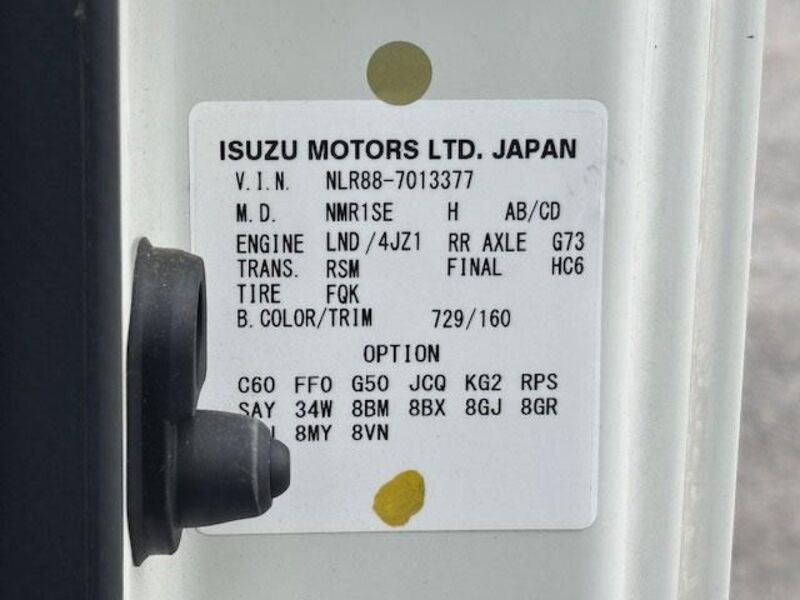 ISUZU MOTORS LTD. JAPAN
V.I.N. NLR88-7013377
M.D. NMR1SE H AB/CD
ENGINE LND/4JZ1 RR AXLE G73
TRANS. RSM FINAL HC6
TIRE FQK
B.COLOR/TRIM 729/160
OPTION
C60 FF0 G50 JCQ KG2 RPS
SAY 34W 8BM 8BX 8GJ 8GR
8MY 8VN